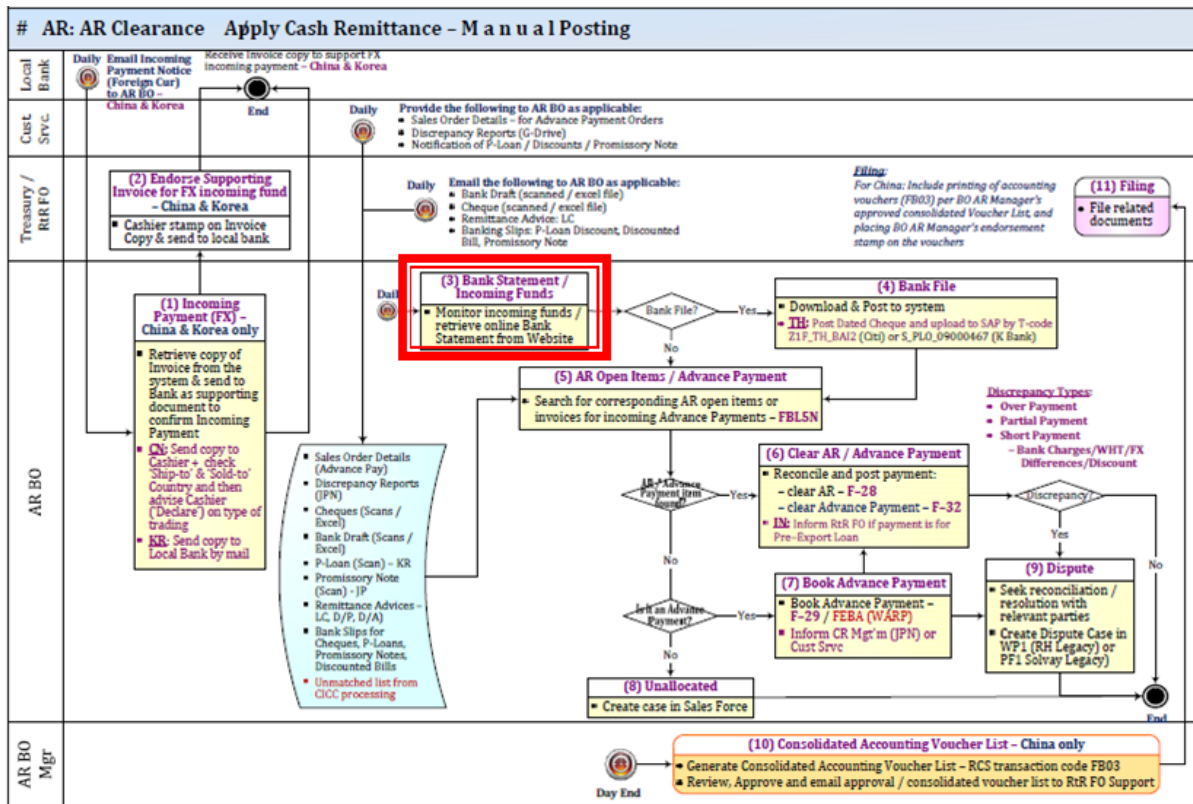 # AR: AR Clearance Apply Cash Remittance – M a n u a l Posting
Local
Bank
Daily
Email Incoming
Payment Notice
(Foreign Cur)
to AR BO –
China & Korea
Receive Invoice copy to support FX
incoming payment – China & Korea
End
Cust.
Srvc.
Daily
Provide the following to AR BO as applicable:
Sales Order Details – for Advance Payment Orders
Discrepancy Reports (G-Drive)
Notification of P-Loan / Discounts / Promissory Note
Treasury /
RtR FO
(2) Endorse Supporting
Invoice for FX incoming fund
– China & Korea
Cashier stamp on Invoice
Copy & send to local bank
Daily
Email the following to AR BO as applicable:
Bank Draft (scanned / excel file)
Cheque (scanned / excel file)
Remittance Advice: LC
Banking Slips: P-Loan Discount, Discounted
Bill, Promissory Note
Filing:
For China: Include printing of accounting
vouchers (FB03) per BO AR Manager's
approved consolidated Voucher List, and
placing BO AR Manager's endorsement
stamp on the vouchers
(11) Filing
File related
documents
AR BO
(1) Incoming
Payment (FX) –
China & Korea only
Retrieve copy of
Invoice from the
system & send to
Bank as supporting
document to
confirm Incoming
Payment
CN: Send copy to
Cashier + check
'Ship-to' & 'Sold-to'
Country and then
advise Cashier
('Declare') on type of
trading
KR: Send copy to
Local Bank by mail
Sales Order Details
(Advance Pay)
Discrepancy Reports
(JPN)
Cheques (Scans /
Excel)
Bank Draft (Scans /
Excel)
P-Loan (Scan) – KR
Promissory Note
(Scan) - JP
Remittance Advices –
LC, D/P, D/A)
Bank Slips for
Cheques, P-Loans,
Promissory Notes,
Discounted Bills
Unmatched list from
CICC processing
Daily
(3) Bank Statement /
Incoming Funds
Monitor incoming funds /
retrieve online Bank
Statement from Website
Bank File?
Yes
No
(4) Bank File
Download & Post to system
TH: Post Dated Cheque and upload to SAP by T-code
Z1F_TH_BAI2 (Citi) or S_PLO_09000467 (K Bank)
(5) AR Open Items / Advance Payment
Search for corresponding AR open items or
invoices for incoming Advance Payments – FBL5N
Discrepancy Types:
Over Payment
Partial Payment
Short Payment
– Bank Charges/WHT/FX
Differences/Discount
AR / Advance
Payment item
found?
Yes
No
(6) Clear AR / Advance Payment
Reconcile and post payment:
– clear AR – F-28
– clear Advance Payment – F-32
IN: Inform RtR FO if payment is for
Pre-Export Loan
Discrepancy?
Yes
No
Is it an Advance
Payment?
Yes
No
(7) Book Advance Payment
Book Advance Payment –
F-29 / FEBA (WARP)
Inform CR Mgt'm (JPN) or
Cust Srvc
(9) Dispute
Seek reconciliation /
resolution with
relevant parties
Create Dispute Case in
WP1 (RH Legacy) or
PF1 Solvay Legacy)
(8) Unallocated
Create case in Sales Force
End
AR BO
Mgr
Day End
(10) Consolidated Accounting Voucher List – China only
Generate Consolidated Accounting Voucher List – RCS transaction code FB03
Review, Approve and email approval / consolidated voucher list to RtR FO Support